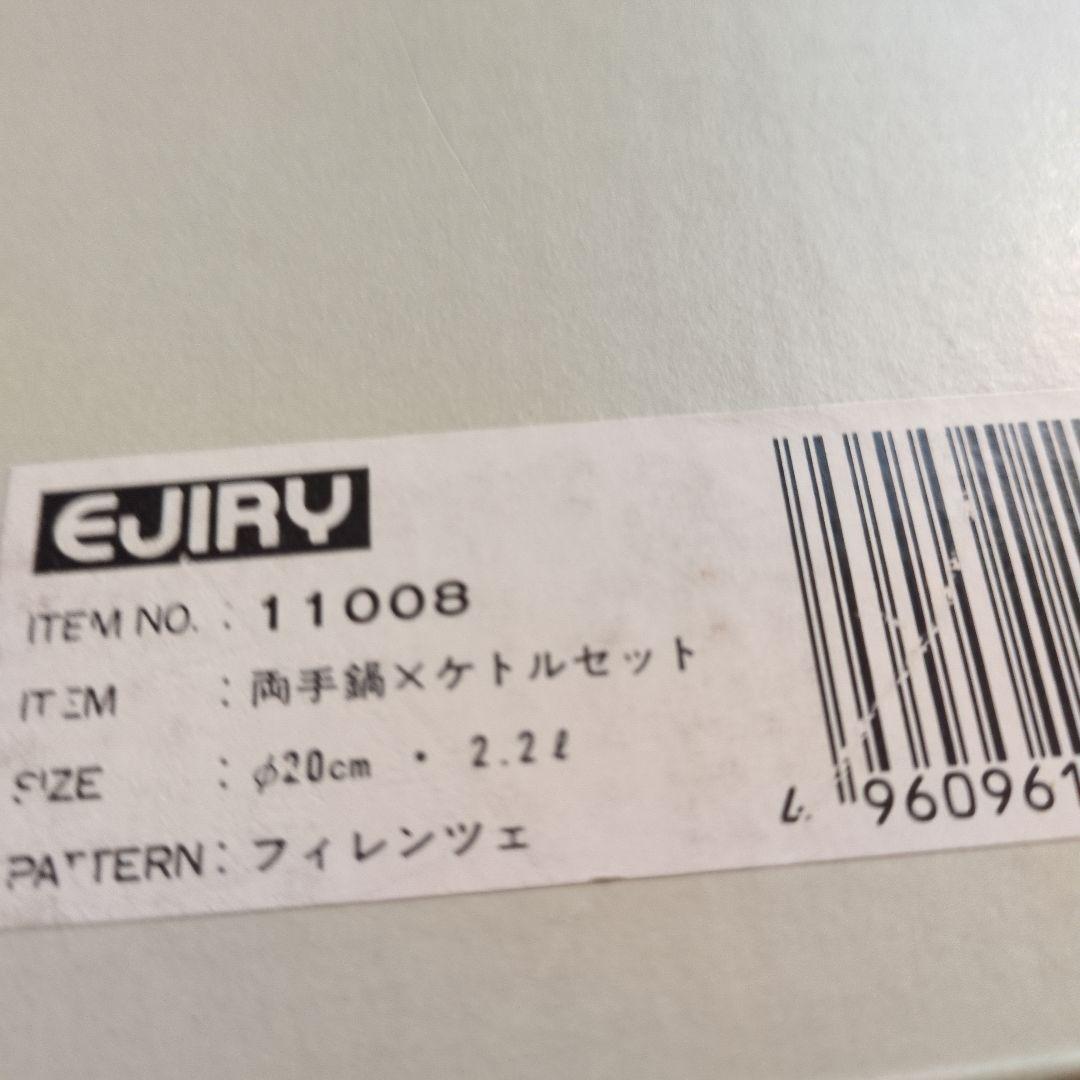 EJIRY
ITEM NO. : 11008
ITEM : 両手鍋×ケトルセット
SIZE : φ20cm ・ 2.2ℓ
PATTERN : フィレンツェ
4 960961